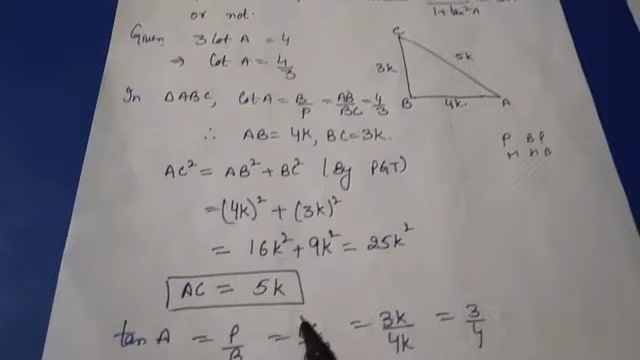 or not.
1+tan²A
Given 3 Cot A = 4
⇒ Cot A = 4/3
C
3K
5K
B
4K
A
In ΔABC, Cot A = B/P = AB/BC = 4/3
∴ AB = 4K, BC = 3K.
P B P
H H B
AC² = AB² + BC² (By PGT)
= (4K)² + (3K)²
= 16K² + 9K² = 25K²
AC = 5K
tan A = P/B = = 3K/4K = 3/4